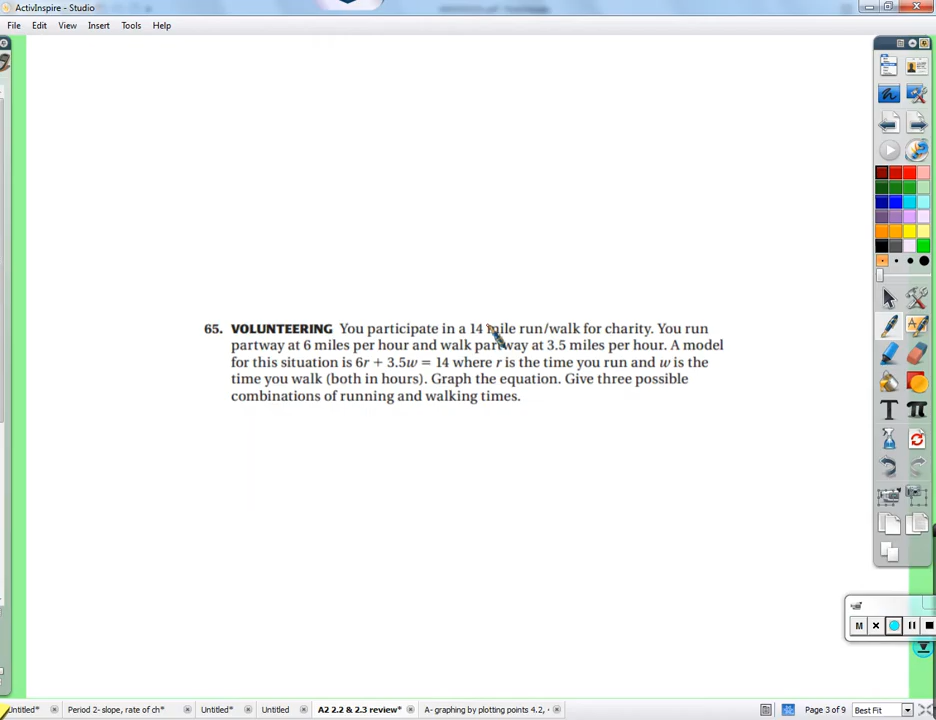 ActivInspire - Studio
File Edit View Insert Tools Help
65. VOLUNTEERING You participate in a 14 mile run/walk for charity. You run
partway at 6 miles per hour and walk partway at 3.5 miles per hour. A model
for this situation is 6r + 3.5w = 14 where r is the time you run and w is the
time you walk (both in hours). Graph the equation. Give three possible
combinations of running and walking times.
M
Untitled* Period 2- slope, rate of ch* Untitled* Untitled A2 2.2 & 2.3 review* A- graphing by plotting points 4.2, Page 3 of 9 Best Fit